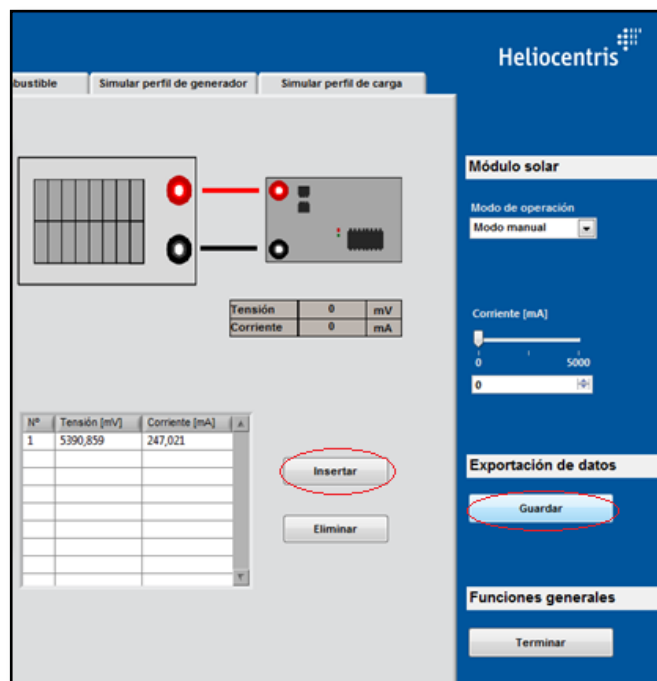 Heliocentris
bustible
Simular perfil de generador
Simular perfil de carga
Módulo solar
Modo de operación
Modo manual
Tensión 0 mV
Corriente 0 mA
Corriente [mA]
0 5000
0
Nº Tensión [mV] Corriente [mA]
1 5390,859 247,021
Insertar
Eliminar
Exportación de datos
Guardar
Funciones generales
Terminar